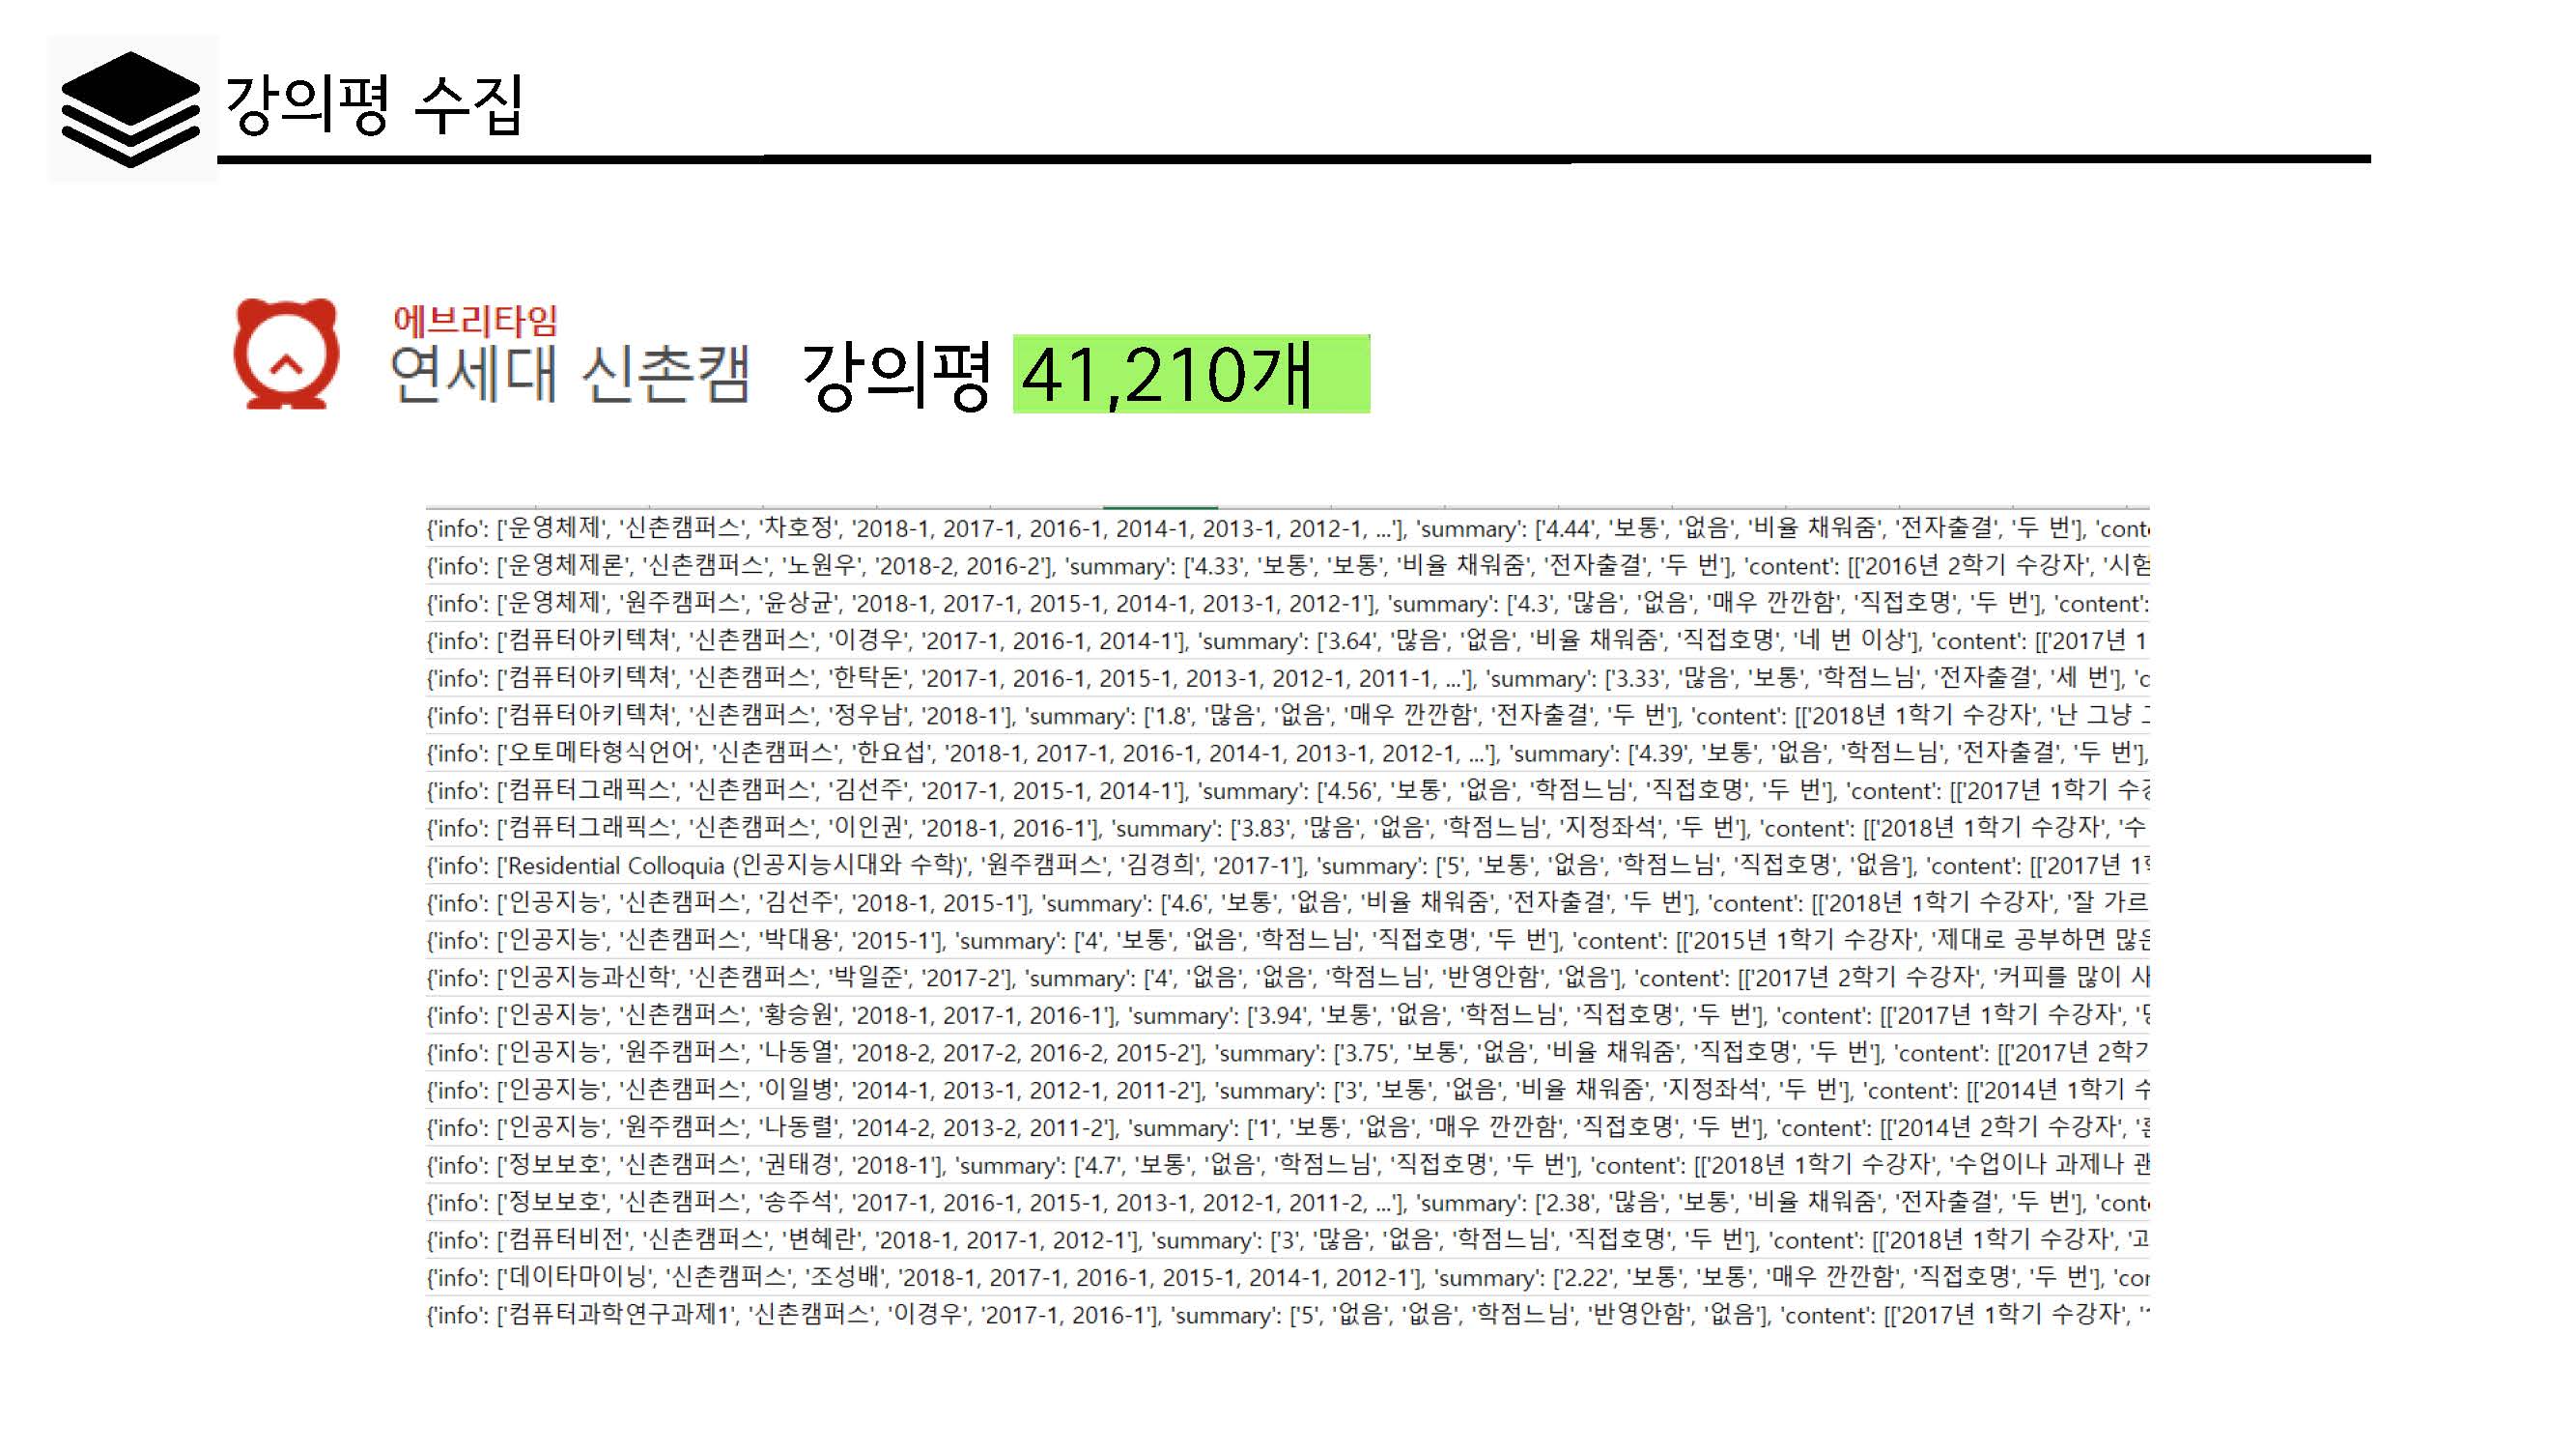 강의평 수집
에브리타임
연세대 신촌캠 강의평 41,210개
{'info': ['운영체제', '신촌캠퍼스', '차호정', '2018-1, 2017-1, 2016-1, 2014-1, 2013-1, 2012-1, ...'], 'summary': ['4.44', '보통', '없음', '비율 채워줌', '전자출결', '두 번'], 'conte
{'info': ['운영체제론', '신촌캠퍼스', '노원우', '2018-2, 2016-2'], 'summary': ['4.33', '보통', '보통', '비율 채워줌', '전자출결', '두 번'], 'content': [['2016년 2학기 수강자', '시험
{'info': ['운영체제', '원주캠퍼스', '윤상균', '2018-1, 2017-1, 2015-1, 2014-1, 2013-1, 2012-1'], 'summary': ['4.3', '많음', '없음', '매우 깐깐함', '직접호명', '두 번'], 'content':
{'info': ['컴퓨터아키텍쳐', '신촌캠퍼스', '이경우', '2017-1, 2016-1, 2014-1'], 'summary': ['3.64', '많음', '없음', '비율 채워줌', '직접호명', '네 번 이상'], 'content': [['2017년 1
{'info': ['컴퓨터아키텍쳐', '신촌캠퍼스', '한탁돈', '2017-1, 2016-1, 2015-1, 2013-1, 2012-1, 2011-1, ...'], 'summary': ['3.33', '많음', '보통', '학점느님', '전자출결', '세 번'], 'c
{'info': ['컴퓨터아키텍쳐', '신촌캠퍼스', '정우남', '2018-1'], 'summary': ['1.8', '많음', '없음', '매우 깐깐함', '전자출결', '두 번'], 'content': [['2018년 1학기 수강자', '난 그냥
{'info': ['오토메타형식언어', '신촌캠퍼스', '한요섭', '2018-1, 2017-1, 2016-1, 2014-1, 2013-1, 2012-1, ...'], 'summary': ['4.39', '보통', '없음', '학점느님', '전자출결', '두 번'],
{'info': ['컴퓨터그래픽스', '신촌캠퍼스', '김선주', '2017-1, 2015-1, 2014-1'], 'summary': ['4.56', '보통', '없음', '학점느님', '직접호명', '두 번'], 'content': [['2017년 1학기 수강
{'info': ['컴퓨터그래픽스', '신촌캠퍼스', '이인권', '2018-1, 2016-1'], 'summary': ['3.83', '많음', '없음', '학점느님', '지정좌석', '두 번'], 'content': [['2018년 1학기 수강자', '수
{'info': ['Residential Colloquia (인공지능시대와 수학)', '원주캠퍼스', '김경희', '2017-1'], 'summary': ['5', '보통', '없음', '학점느님', '직접호명', '없음'], 'content': [['2017년 1학
{'info': ['인공지능', '신촌캠퍼스', '김선주', '2018-1, 2015-1'], 'summary': ['4.6', '보통', '없음', '비율 채워줌', '전자출결', '두 번'], 'content': [['2018년 1학기 수강자', '잘 가르
{'info': ['인공지능', '신촌캠퍼스', '박대용', '2015-1'], 'summary': ['4', '보통', '없음', '학점느님', '직접호명', '두 번'], 'content': [['2015년 1학기 수강자', '제대로 공부하면 많은
{'info': ['인공지능과신학', '신촌캠퍼스', '박일준', '2017-2'], 'summary': ['4', '없음', '없음', '학점느님', '반영안함', '없음'], 'content': [['2017년 2학기 수강자', '커피를 많이 사
{'info': ['인공지능', '신촌캠퍼스', '황승원', '2018-1, 2017-1, 2016-1'], 'summary': ['3.94', '보통', '없음', '학점느님', '직접호명', '두 번'], 'content': [['2017년 1학기 수강자', '
{'info': ['인공지능', '원주캠퍼스', '나동열', '2018-2, 2017-2, 2016-2, 2015-2'], 'summary': ['3.75', '보통', '없음', '비율 채워줌', '직접호명', '두 번'], 'content': [['2017년 2학기
{'info': ['인공지능', '신촌캠퍼스', '이일병', '2014-1, 2013-1, 2012-1, 2011-2'], 'summary': ['3', '보통', '없음', '비율 채워줌', '지정좌석', '두 번'], 'content': [['2014년 1학기 수
{'info': ['인공지능', '원주캠퍼스', '나동렬', '2014-2, 2013-2, 2011-2'], 'summary': ['1', '보통', '없음', '매우 깐깐함', '직접호명', '두 번'], 'content': [['2014년 2학기 수강자', '
{'info': ['정보보호', '신촌캠퍼스', '권태경', '2018-1'], 'summary': ['4.7', '보통', '없음', '학점느님', '직접호명', '두 번'], 'content': [['2018년 1학기 수강자', '수업이나 과제나 괜
{'info': ['정보보호', '신촌캠퍼스', '송주석', '2017-1, 2016-1, 2015-1, 2013-1, 2012-1, 2011-2, ...'], 'summary': ['2.38', '많음', '보통', '비율 채워줌', '전자출결', '두 번'], 'conte
{'info': ['컴퓨터비전', '신촌캠퍼스', '변혜란', '2018-1, 2017-1, 2012-1'], 'summary': ['3', '많음', '없음', '학점느님', '직접호명', '두 번'], 'content': [['2018년 1학기 수강자', '고
{'info': ['데이타마이닝', '신촌캠퍼스', '조성배', '2018-1, 2017-1, 2016-1, 2015-1, 2014-1, 2012-1'], 'summary': ['2.22', '보통', '보통', '매우 깐깐함', '직접호명', '두 번'], 'con
{'info': ['컴퓨터과학연구과제1', '신촌캠퍼스', '이경우', '2017-1, 2016-1'], 'summary': ['5', '없음', '없음', '학점느님', '반영안함', '없음'], 'content': [['2017년 1학기 수강자', '